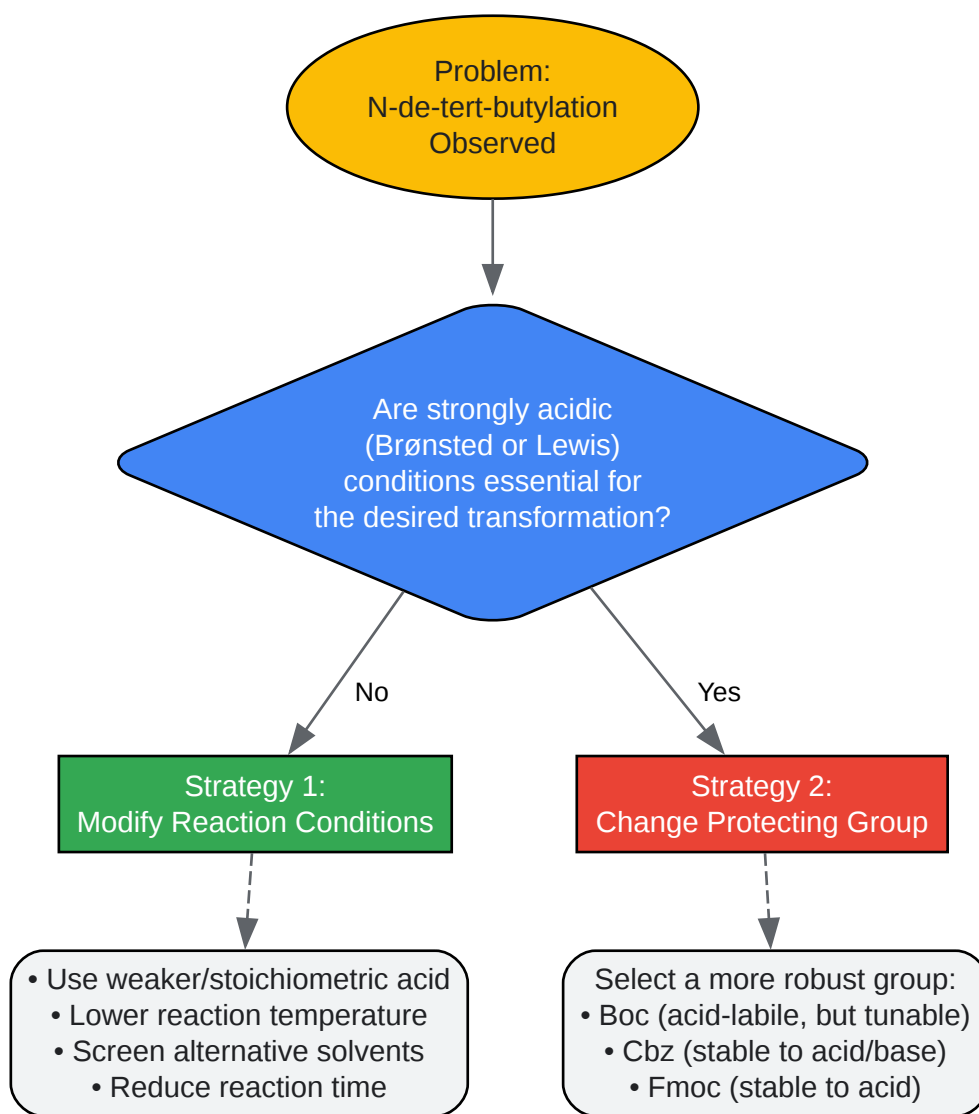 Problem:
N-de-tert-butylation
Observed
Are strongly acidic
(Brønsted or Lewis)
conditions essential for
the desired transformation?
No
Yes
Strategy 1:
Modify Reaction Conditions
Strategy 2:
Change Protecting Group
• Use weaker/stoichiometric acid
• Lower reaction temperature
• Screen alternative solvents
• Reduce reaction time
Select a more robust group:
• Boc (acid-labile, but tunable)
• Cbz (stable to acid/base)
• Fmoc (stable to acid)